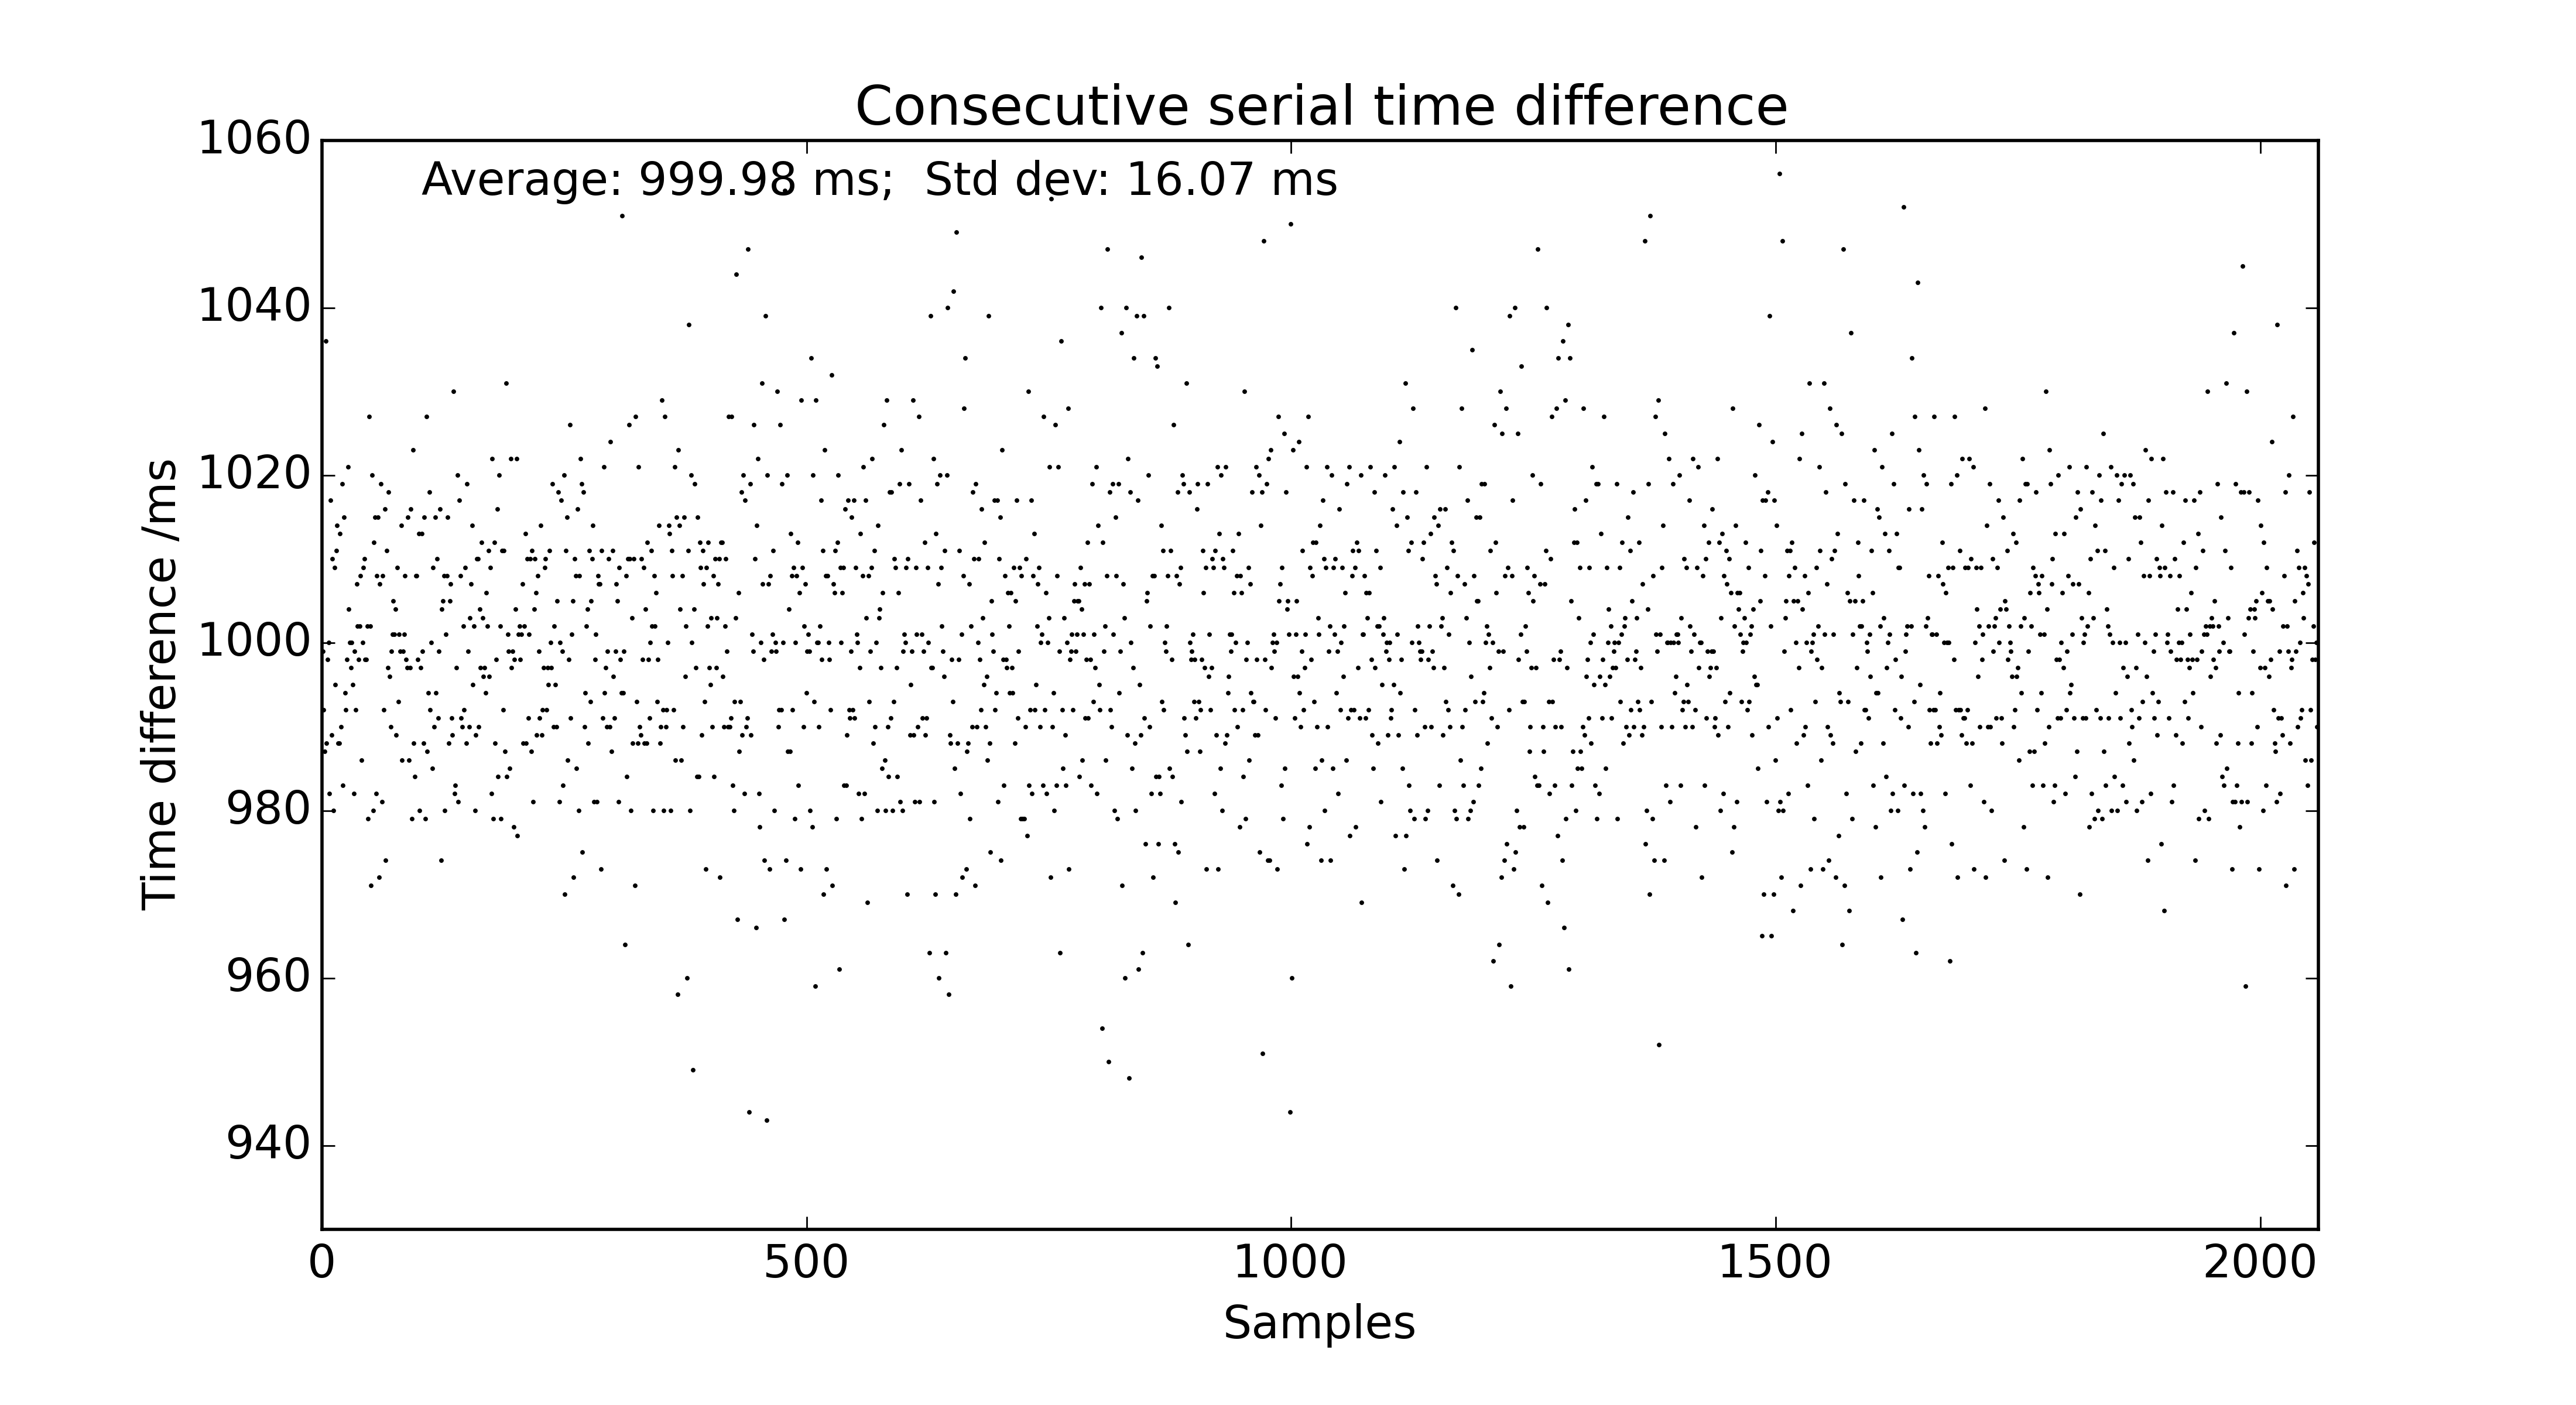 Consecutive serial time difference
Average: 999.98 ms;  Std dev: 16.07 ms
1060
1040
1020
1000
980
960
940
Time difference /ms
0 500 1000 1500 2000
Samples